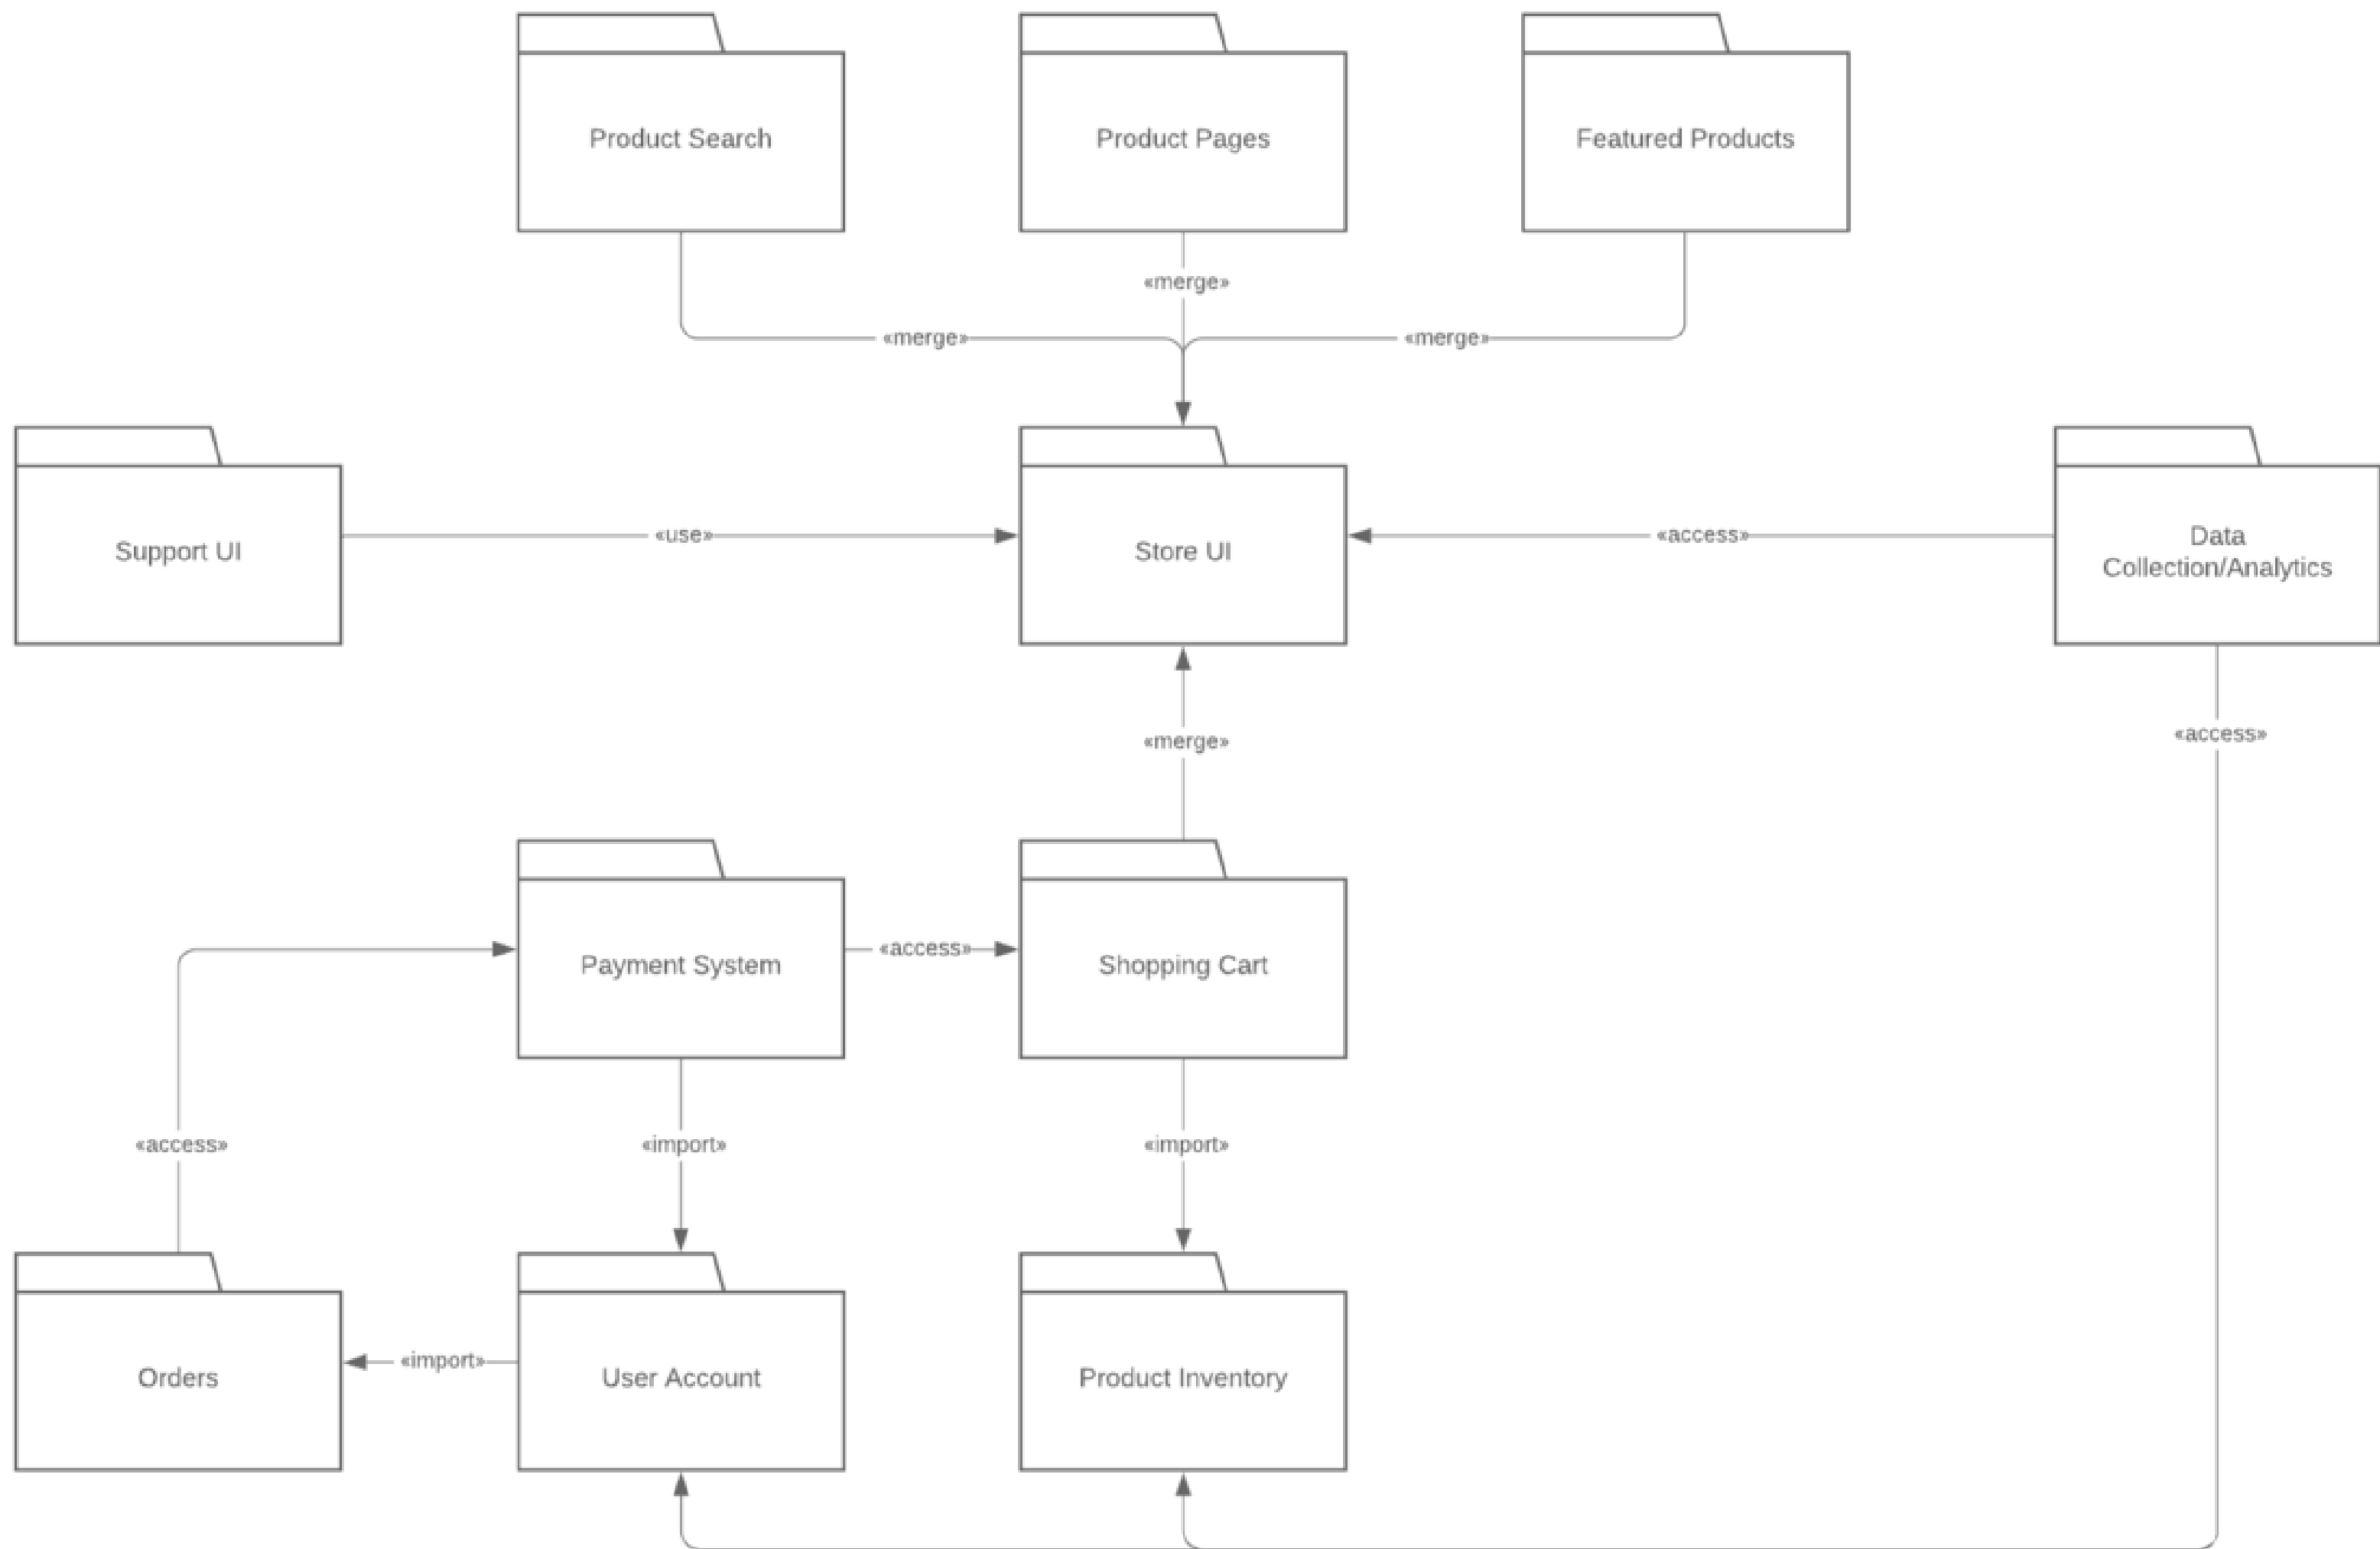 Product Search
Product Pages
Featured Products
«merge»
«merge»
«merge»
Support UI
«use»
Store UI
«access»
Data
Collection/Analytics
«merge»
«access»
Payment System
«access»
Shopping Cart
«access»
«import»
«import»
Orders
«import»
User Account
Product Inventory